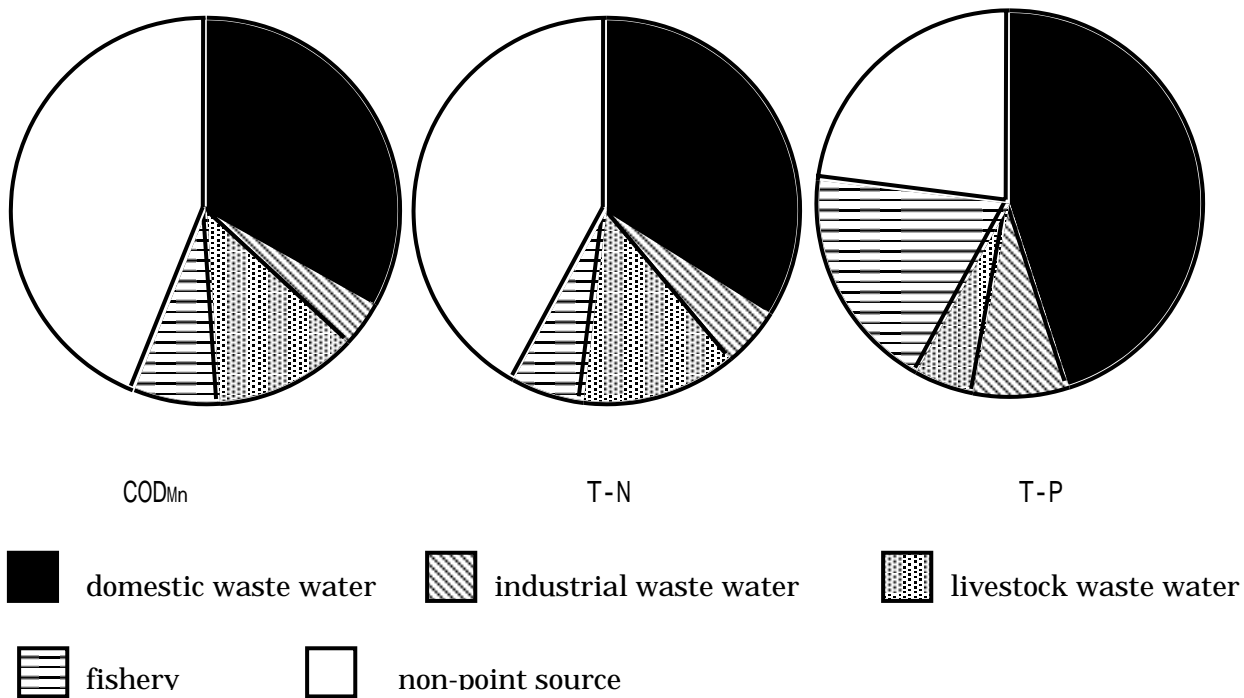 CODMn T-N T-P
domestic waste water industrial waste water livestock waste water
fishery non-point source